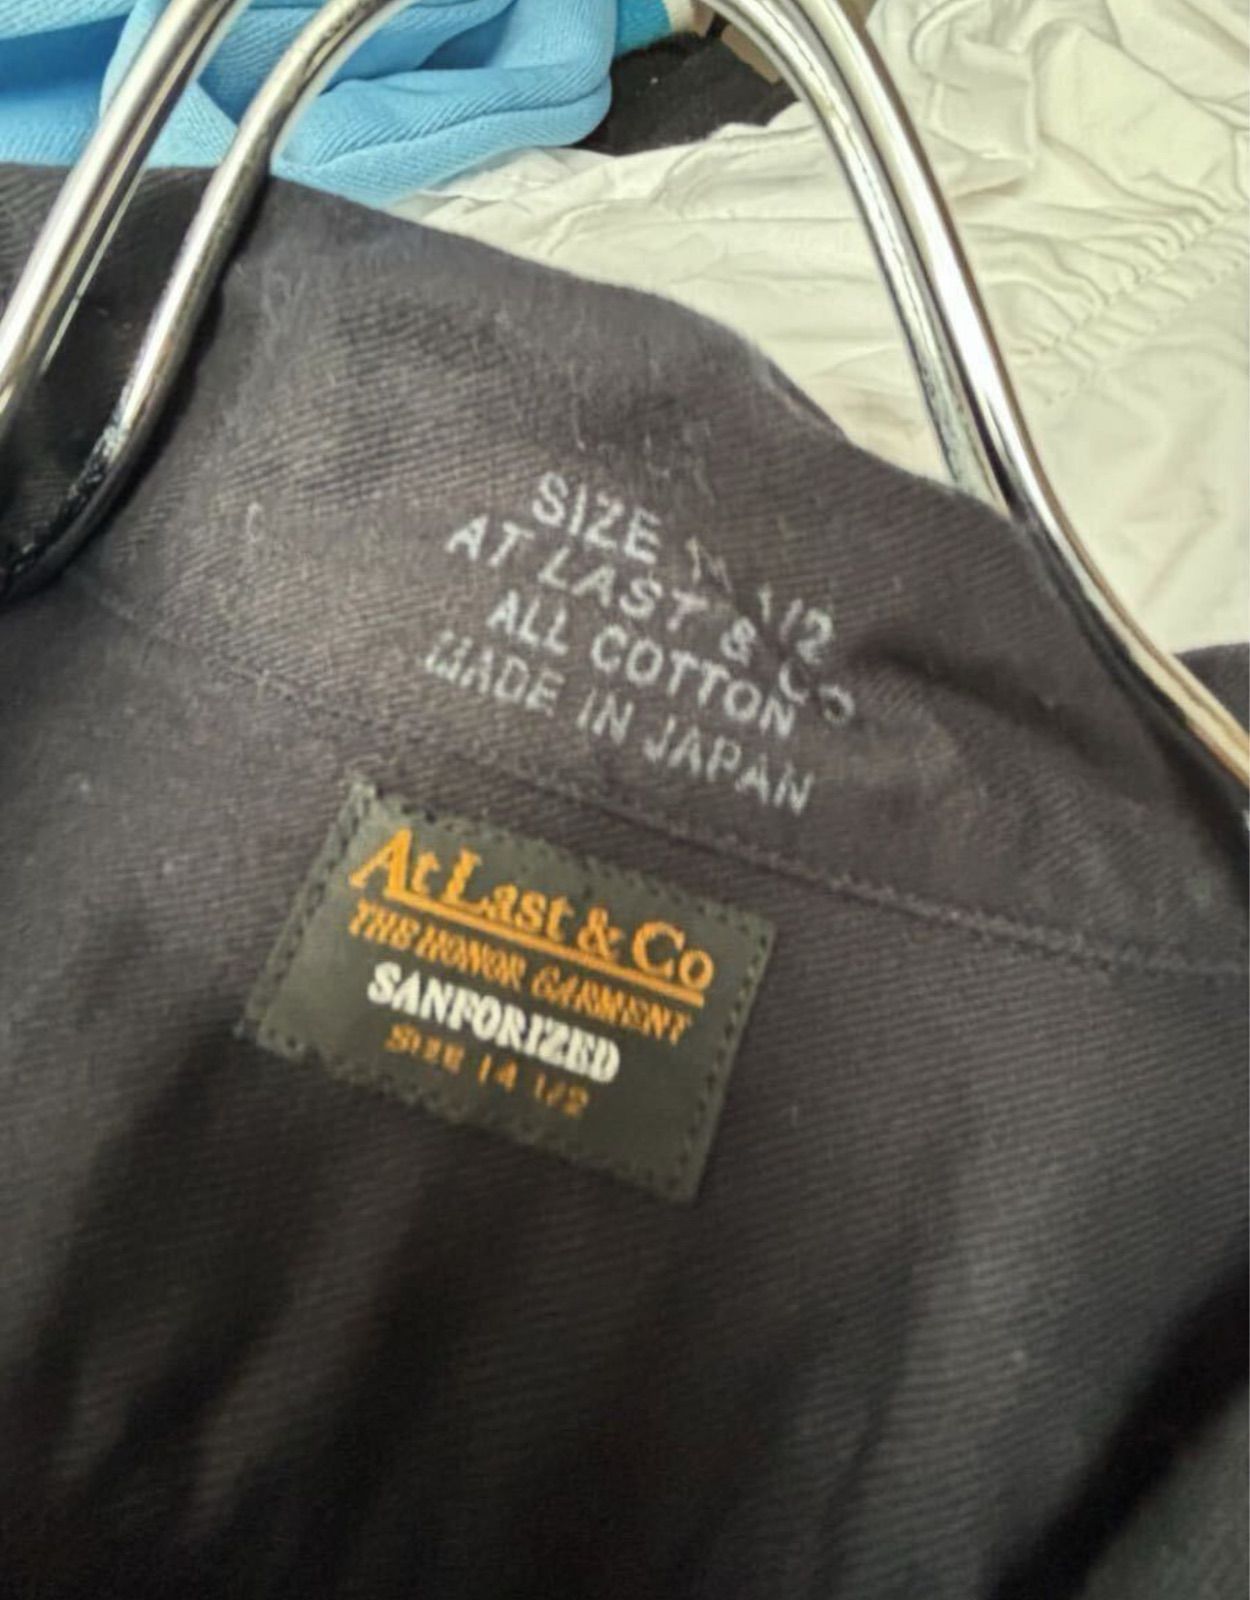 SIZE 1/2
AT LAST & Co
ALL COTTON
MADE IN JAPAN
At Last & Co
THE HONOR GARMENT
SANFORIZED
SIZE 14 1/2